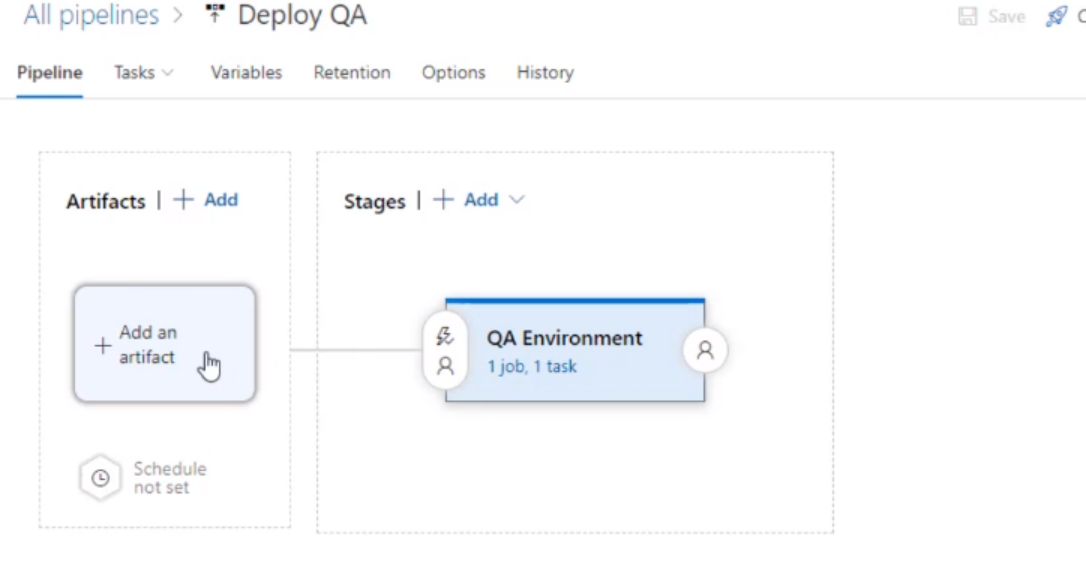 All pipelines > Deploy QA
Save
Pipeline Tasks Variables Retention Options History
Artifacts | + Add
Stages | + Add
Add an
artifact
QA Environment
1 job, 1 task
Schedule
not set